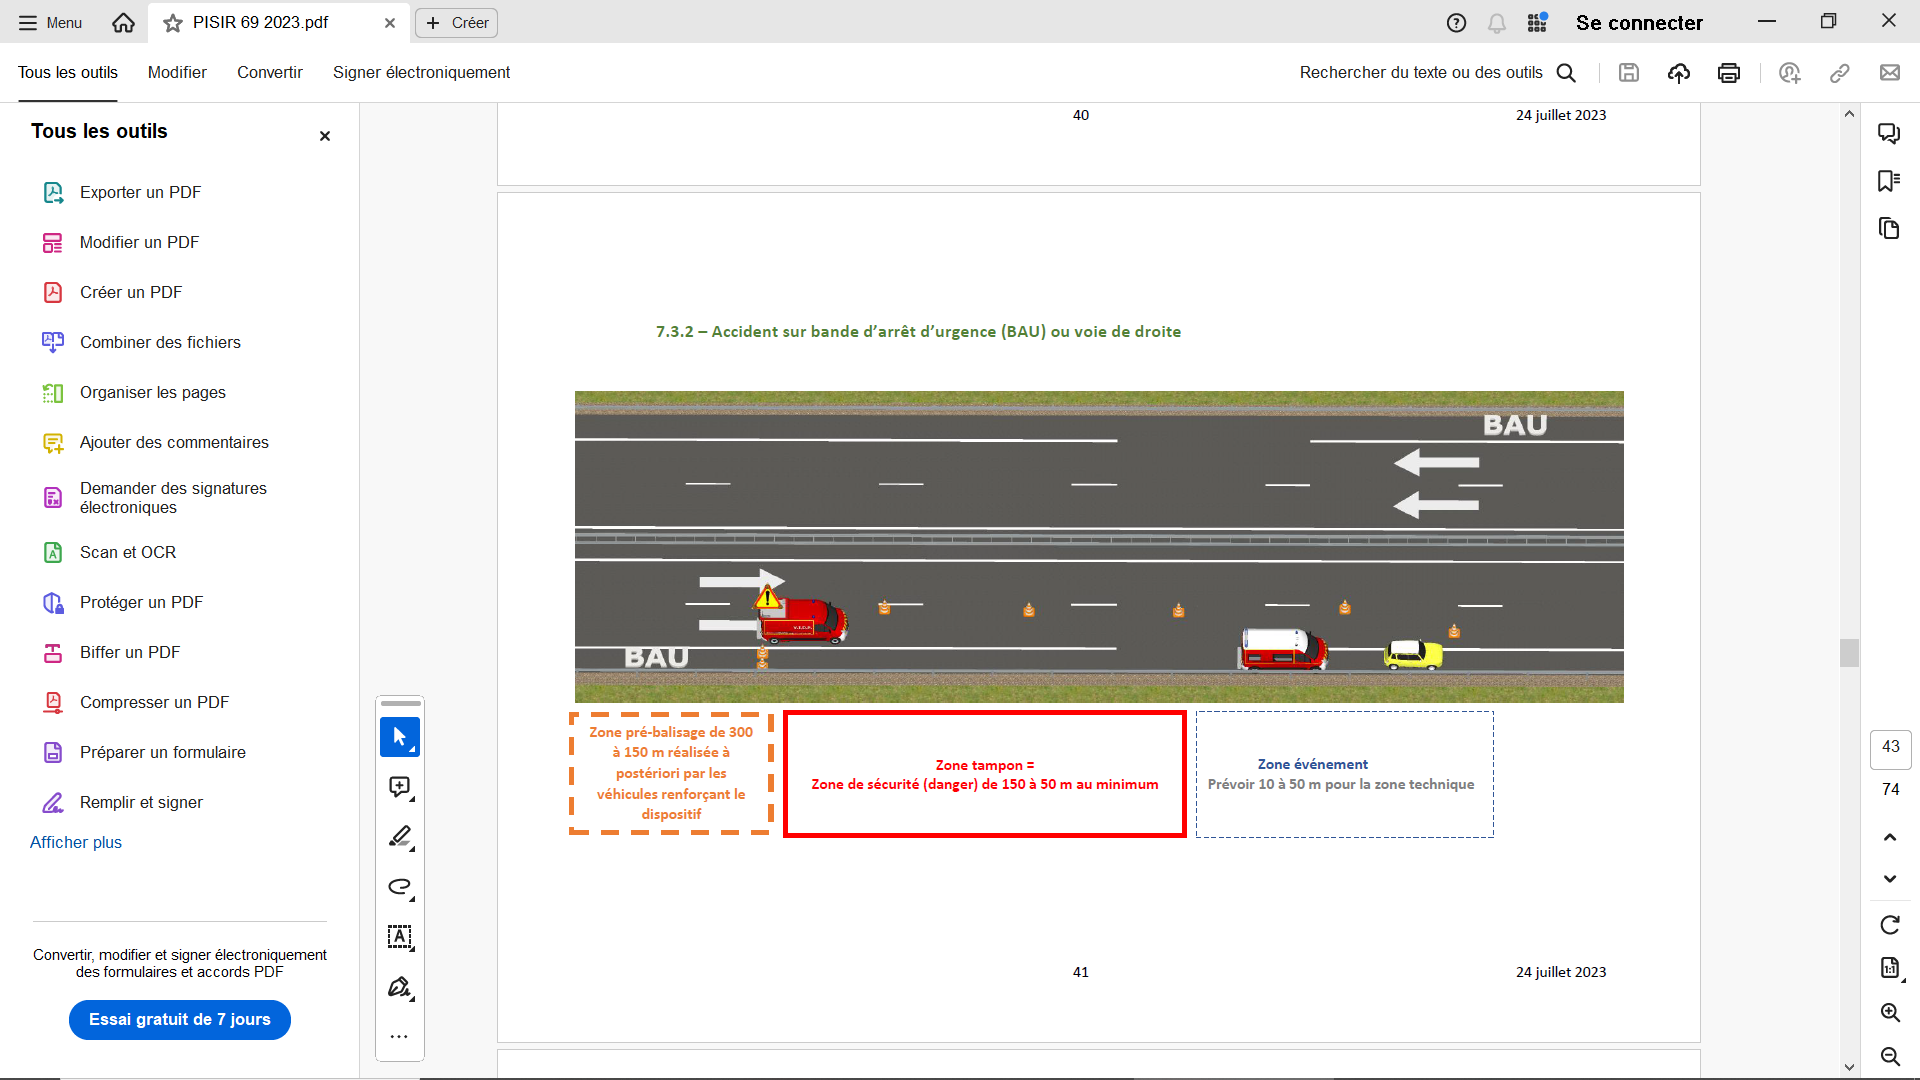 Menu
PISIR 69 2023.pdf
Créer
Se connecter
Tous les outils
Modifier
Convertir
Signer électroniquement
Rechercher du texte ou des outils
Tous les outils
Exporter un PDF
Modifier un PDF
Créer un PDF
Combiner des fichiers
Organiser les pages
Ajouter des commentaires
Demander des signatures
électroniques
Scan et OCR
Protéger un PDF
Biffer un PDF
Compresser un PDF
Préparer un formulaire
Remplir et signer
Afficher plus
Convertir, modifier et signer électroniquement
des formulaires et accords PDF
Essai gratuit de 7 jours
40
24 juillet 2023
7.3.2 – Accident sur bande d’arrêt d’urgence (BAU) ou voie de droite
BAU
BAU
Zone pré-balisage de 300
à 150 m réalisée à
postériori par les
véhicules renforçant le
dispositif
Zone tampon =
Zone de sécurité (danger) de 150 à 50 m au minimum
Zone événement
Prévoir 10 à 50 m pour la zone technique
41
24 juillet 2023
43
74